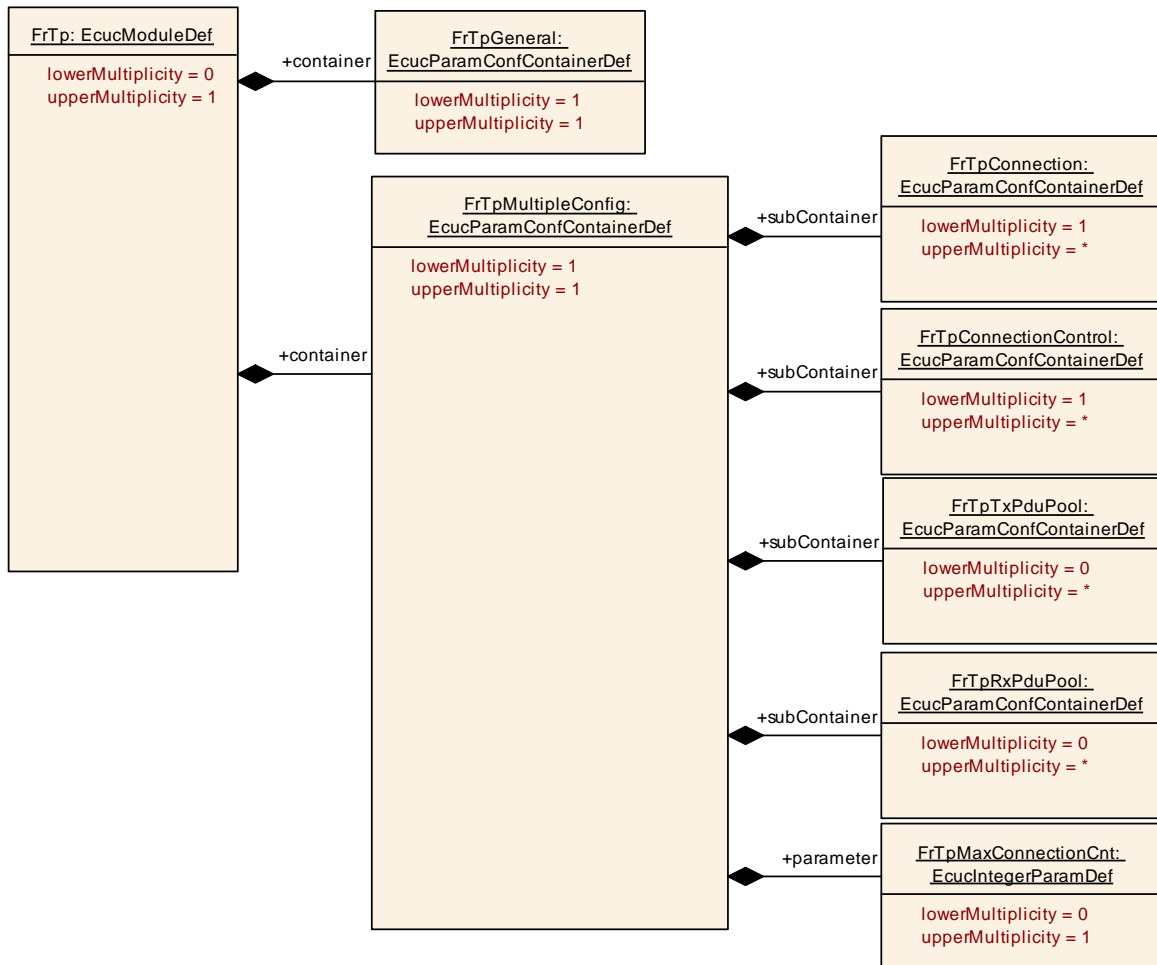 FrTp: EcucModuleDef
lowerMultiplicity = 0
upperMultiplicity = 1
+container
FrTpGeneral:
EcucParamConfContainerDef
lowerMultiplicity = 1
upperMultiplicity = 1
+container
FrTpMultipleConfig:
EcucParamConfContainerDef
lowerMultiplicity = 1
upperMultiplicity = 1
+subContainer
FrTpConnection:
EcucParamConfContainerDef
lowerMultiplicity = 1
upperMultiplicity = *
+subContainer
FrTpConnectionControl:
EcucParamConfContainerDef
lowerMultiplicity = 1
upperMultiplicity = *
+subContainer
FrTpTxPduPool:
EcucParamConfContainerDef
lowerMultiplicity = 0
upperMultiplicity = *
+subContainer
FrTpRxPduPool:
EcucParamConfContainerDef
lowerMultiplicity = 0
upperMultiplicity = *
+parameter
FrTpMaxConnectionCnt:
EcucIntegerParamDef
lowerMultiplicity = 0
upperMultiplicity = 1